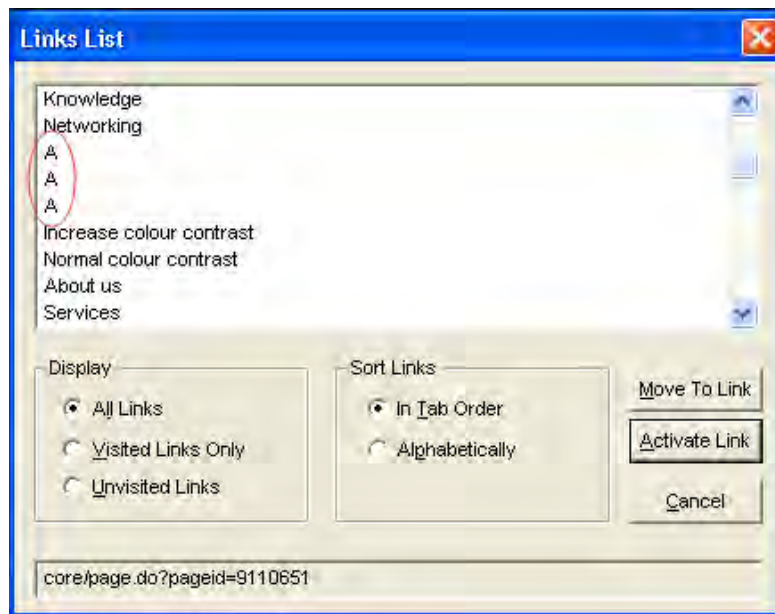 Links List
Knowledge
Networking
A
A
A
Increase colour contrast
Normal colour contrast
About us
Services
Display
All Links
Visited Links Only
Unvisited Links
Sort Links
In Tab Order
Alphabetically
Move To Link
Activate Link
Cancel
core/page.do?pageid=9110651